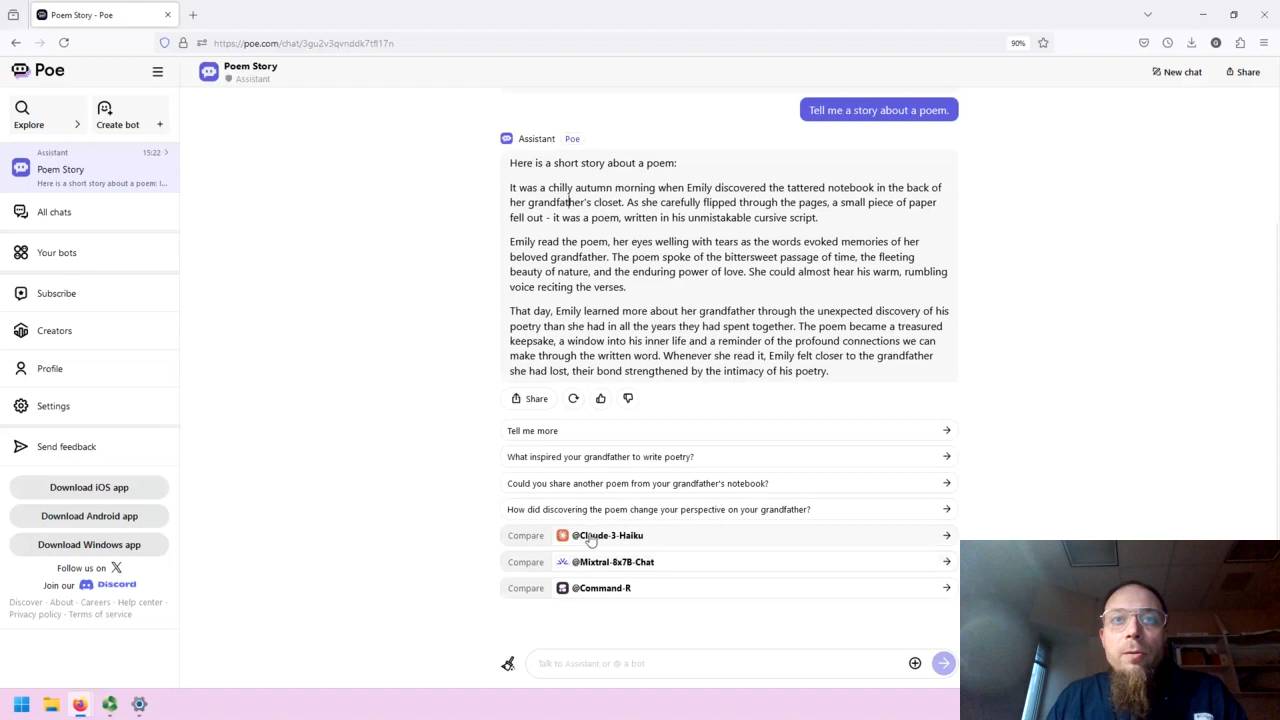 Poem Story - Poe
https://poe.com/chat/3gu2v3qvnddk7tfl17n
90%
Poe
Poem Story
Assistant
New chat
Share
Explore
Create bot
Assistant
15:22
Poem Story
Here is a short story about a poem: I...
All chats
Your bots
Subscribe
Creators
Profile
Settings
Send feedback
Download iOS app
Download Android app
Download Windows app
Follow us on X
Join our Discord
Discover · About · Careers · Help center ·
Privacy policy · Terms of service
Tell me a story about a poem.
Assistant Poe
Here is a short story about a poem:
It was a chilly autumn morning when Emily discovered the tattered notebook in the back of
her grandfather's closet. As she carefully flipped through the pages, a small piece of paper
fell out - it was a poem, written in his unmistakable cursive script.
Emily read the poem, her eyes welling with tears as the words evoked memories of her
beloved grandfather. The poem spoke of the bittersweet passage of time, the fleeting
beauty of nature, and the enduring power of love. She could almost hear his warm, rumbling
voice reciting the verses.
That day, Emily learned more about her grandfather through the unexpected discovery of his
poetry than she had in all the years they had spent together. The poem became a treasured
keepsake, a window into his inner life and a reminder of the profound connections we can
make through the written word. Whenever she read it, Emily felt closer to the grandfather
she had lost, their bond strengthened by the intimacy of his poetry.
Share
Tell me more
What inspired your grandfather to write poetry?
Could you share another poem from your grandfather's notebook?
How did discovering the poem change your perspective on your grandfather?
Compare @Claude-3-Haiku
Compare @Mixtral-8x7B-Chat
Compare @Command-R
Talk to Assistant or @ a bot